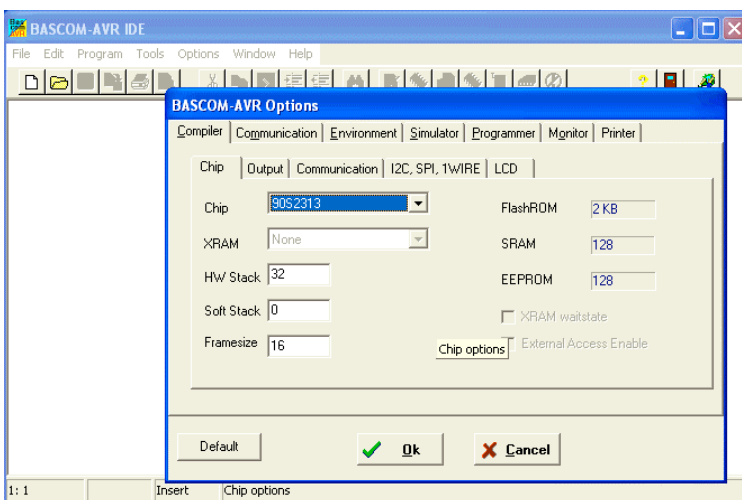 BASCOM-AVR IDE
File Edit Program Tools Options Window Help
BASCOM-AVR Options
Compiler Communication Environment Simulator Programmer Monitor Printer
Chip Output Communication I2C, SPI, 1WIRE LCD
Chip 90S2313 FlashROM 2 KB
XRAM None SRAM 128
HW Stack 32 EEPROM 128
Soft Stack 0 XRAM waitstate
Framesize 16 Chip options External Access Enable
Default Ok Cancel
1: 1 Insert Chip options